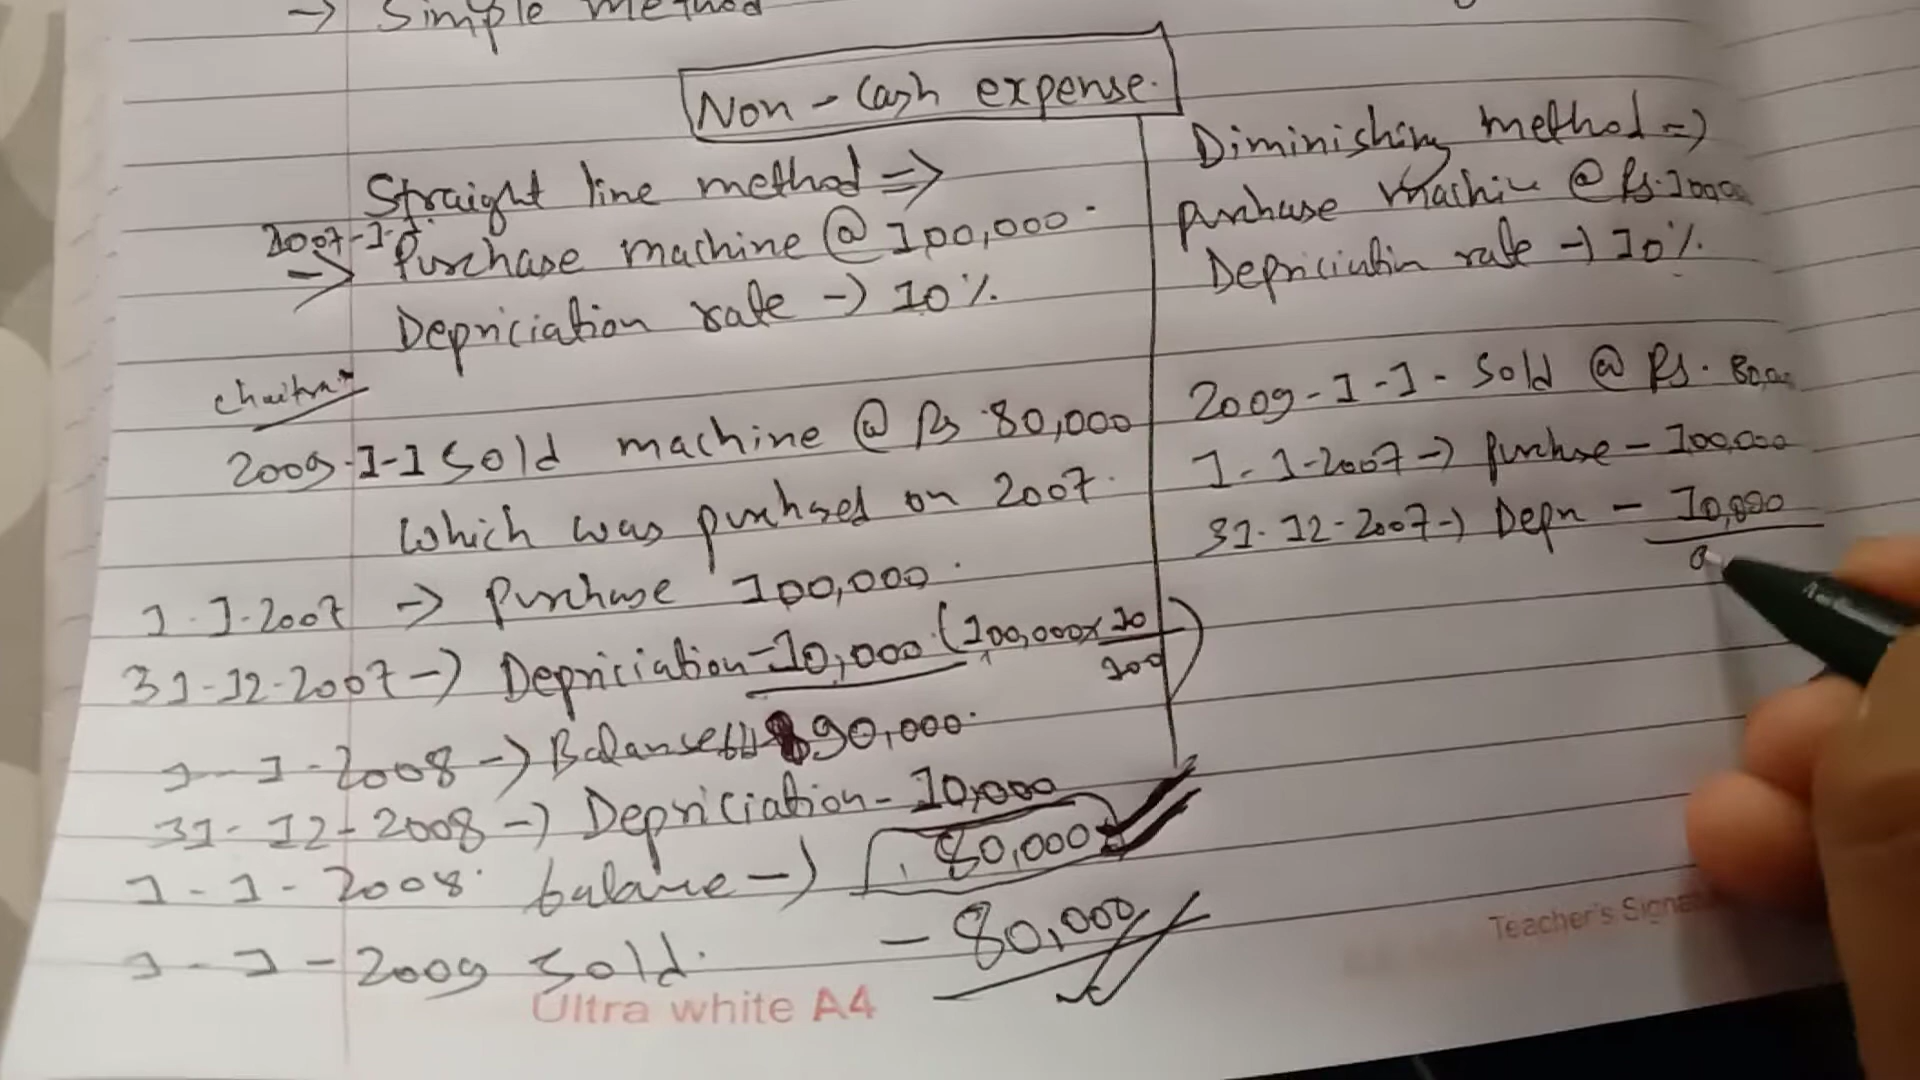 → Simple method
Non-Cash expense.
Straight line method ⇒
2007-1-1
→ Purchase machine @ 100,000.
Depriciation rate → 10%.
Chaitra
2009-1-1 Sold machine @ Rs 80,000
Which was purchased on 2007.
1-1-2007 → Purchase 100,000.
31-12-2007 → Depriciation - 10,000 (100,000 x 10/100)
1-1-2008 → Balance 90,000.
31-12-2008 → Depriciation - 10,000
1-1-2008. balance → 80,000
1-1-2009 Sold. - 80,000
Ultra white A4
Diminishing method ⇒
purchase machine @ Rs.
Depriciation rate → 10%.
2009-1-1- Sold @ Rs.
1-1-2007 → purchase - 100,000
31-12-2007 → Depn - 10,000
Teacher's